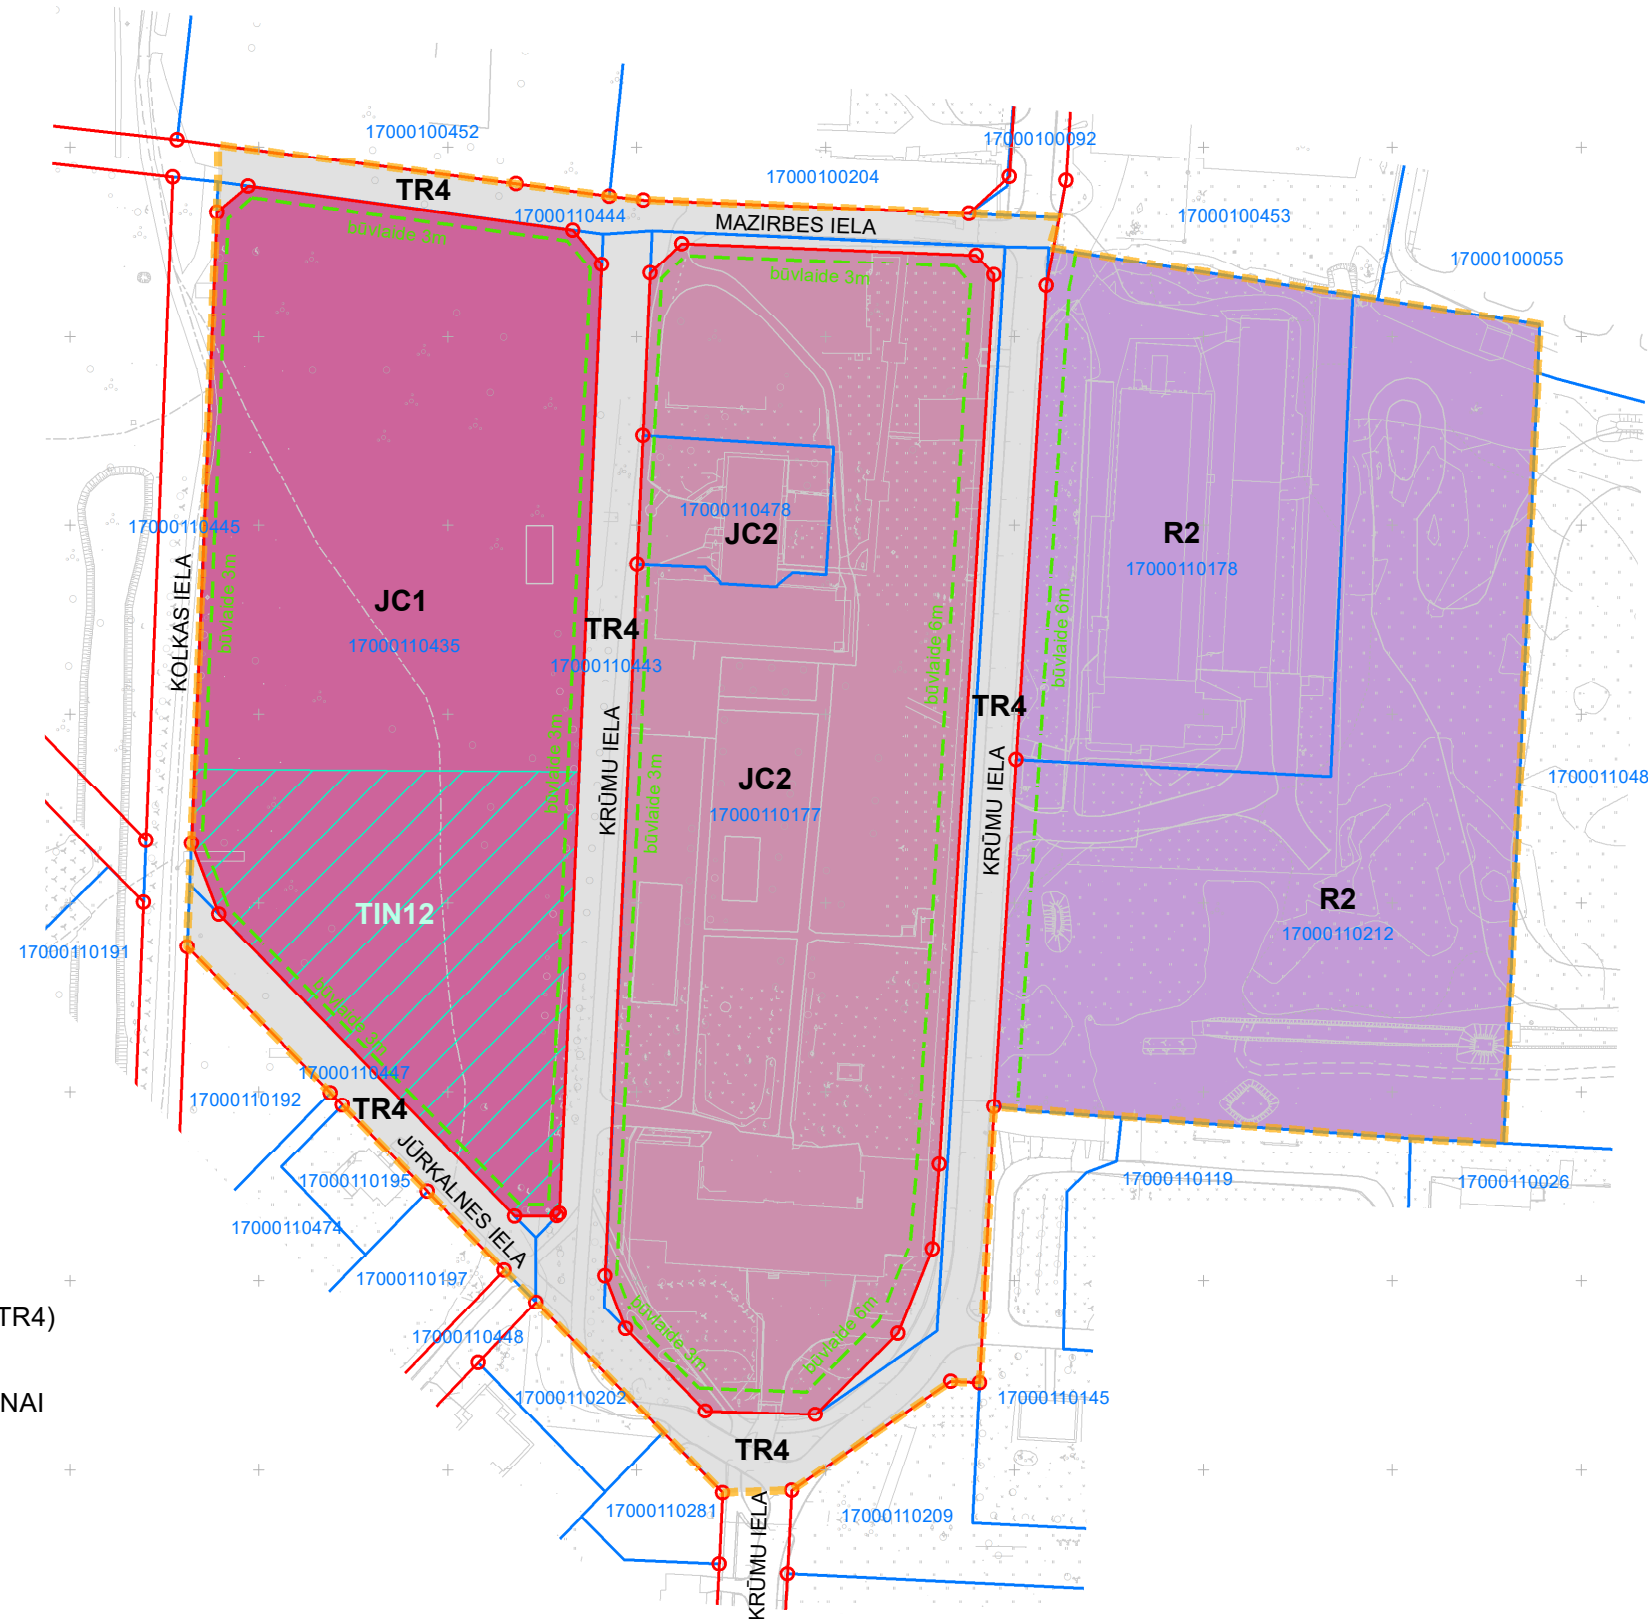 17000100452
17000100092
17000100204
TR4
17000110444
MAZIRBES IELA
17000100453
būvlaide 3m
būvlaide 3m
17000100055
17000110445
17000110478
JC2
R2
17000110178
KOLKAS IELA
būvlaide 3m
JC1
17000110435
TR4
17000110443
būvlaide 6m
būvlaide 6m
TR4
KRŪMU IELA
būvlaide 3m
būvlaide 3m
JC2
17000110177
KRŪMU IELA
1700011048
TIN12
R2
17000110212
17000110191
būvlaide 3m
17000110447
17000110192
TR4
JŪRKALNES IELA
17000110195
17000110119
17000110026
17000110474
17000110197
TR4)
būvlaide 3m
būvlaide 6m
17000110448
NAI
17000110202
17000110145
TR4
17000110281
17000110209
KRŪMU IELA